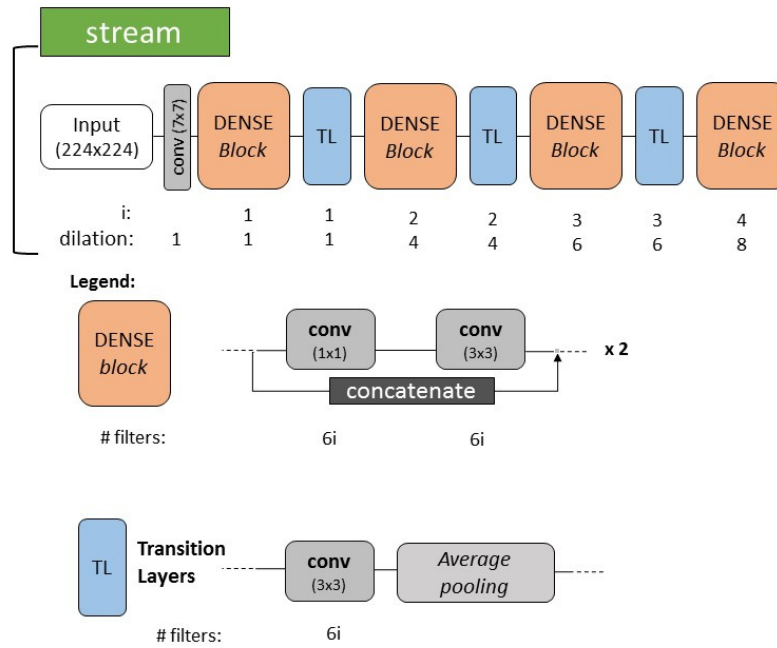 stream
Input
(224x224)
conv (7x7)
DENSE
Block
TL
DENSE
Block
TL
DENSE
Block
TL
DENSE
Block
i: 1 1 2 2 3 3 4
dilation: 1 1 1 4 4 6 6 8
Legend:
DENSE
block
conv
(1x1)
conv
(3x3)
x 2
concatenate
# filters: 6i 6i
TL
Transition
Layers
conv
(3x3)
Average
pooling
# filters: 6i